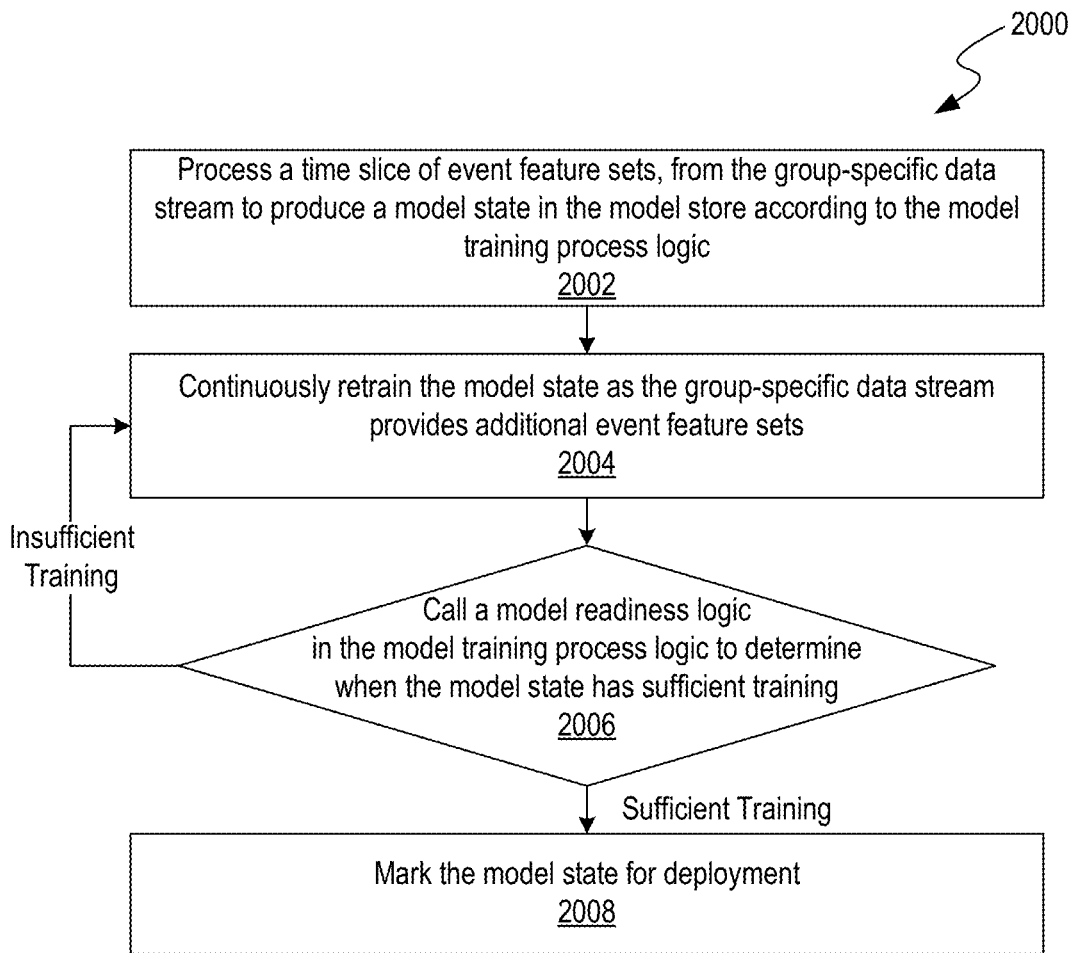 2000
Process a time slice of event feature sets, from the group-specific data
stream to produce a model state in the model store according to the model
training process logic
2002
Continuously retrain the model state as the group-specific data stream
provides additional event feature sets
2004
Insufficient
Training
Call a model readiness logic
in the model training process logic to determine
when the model state has sufficient training
2006
Sufficient Training
Mark the model state for deployment
2008